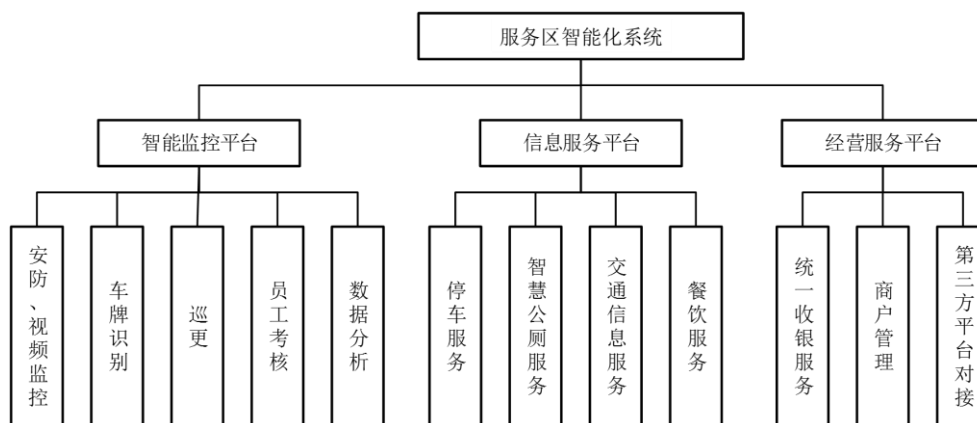 服务区智能化系统
智能监控平台
信息服务平台
经营服务平台
安防、视频监控
车牌识别
巡更
员工考核
数据分析
停车服务
智慧公厕服务
交通信息服务
餐饮服务
统一收银服务
商户管理
第三方平台对接